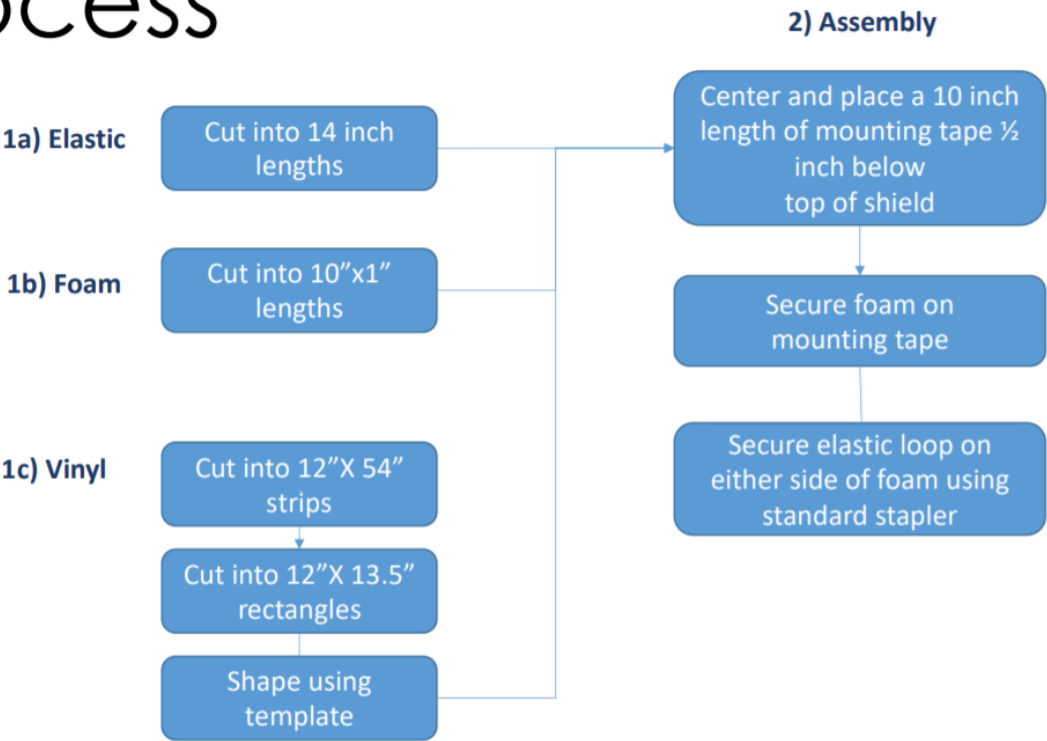 ocess
2) Assembly
1a) Elastic
Cut into 14 inch
lengths
1b) Foam
Cut into 10”x1”
lengths
1c) Vinyl
Cut into 12”X 54”
strips
Cut into 12”X 13.5”
rectangles
Shape using
template
Center and place a 10 inch
length of mounting tape ½
inch below
top of shield
Secure foam on
mounting tape
Secure elastic loop on
either side of foam using
standard stapler